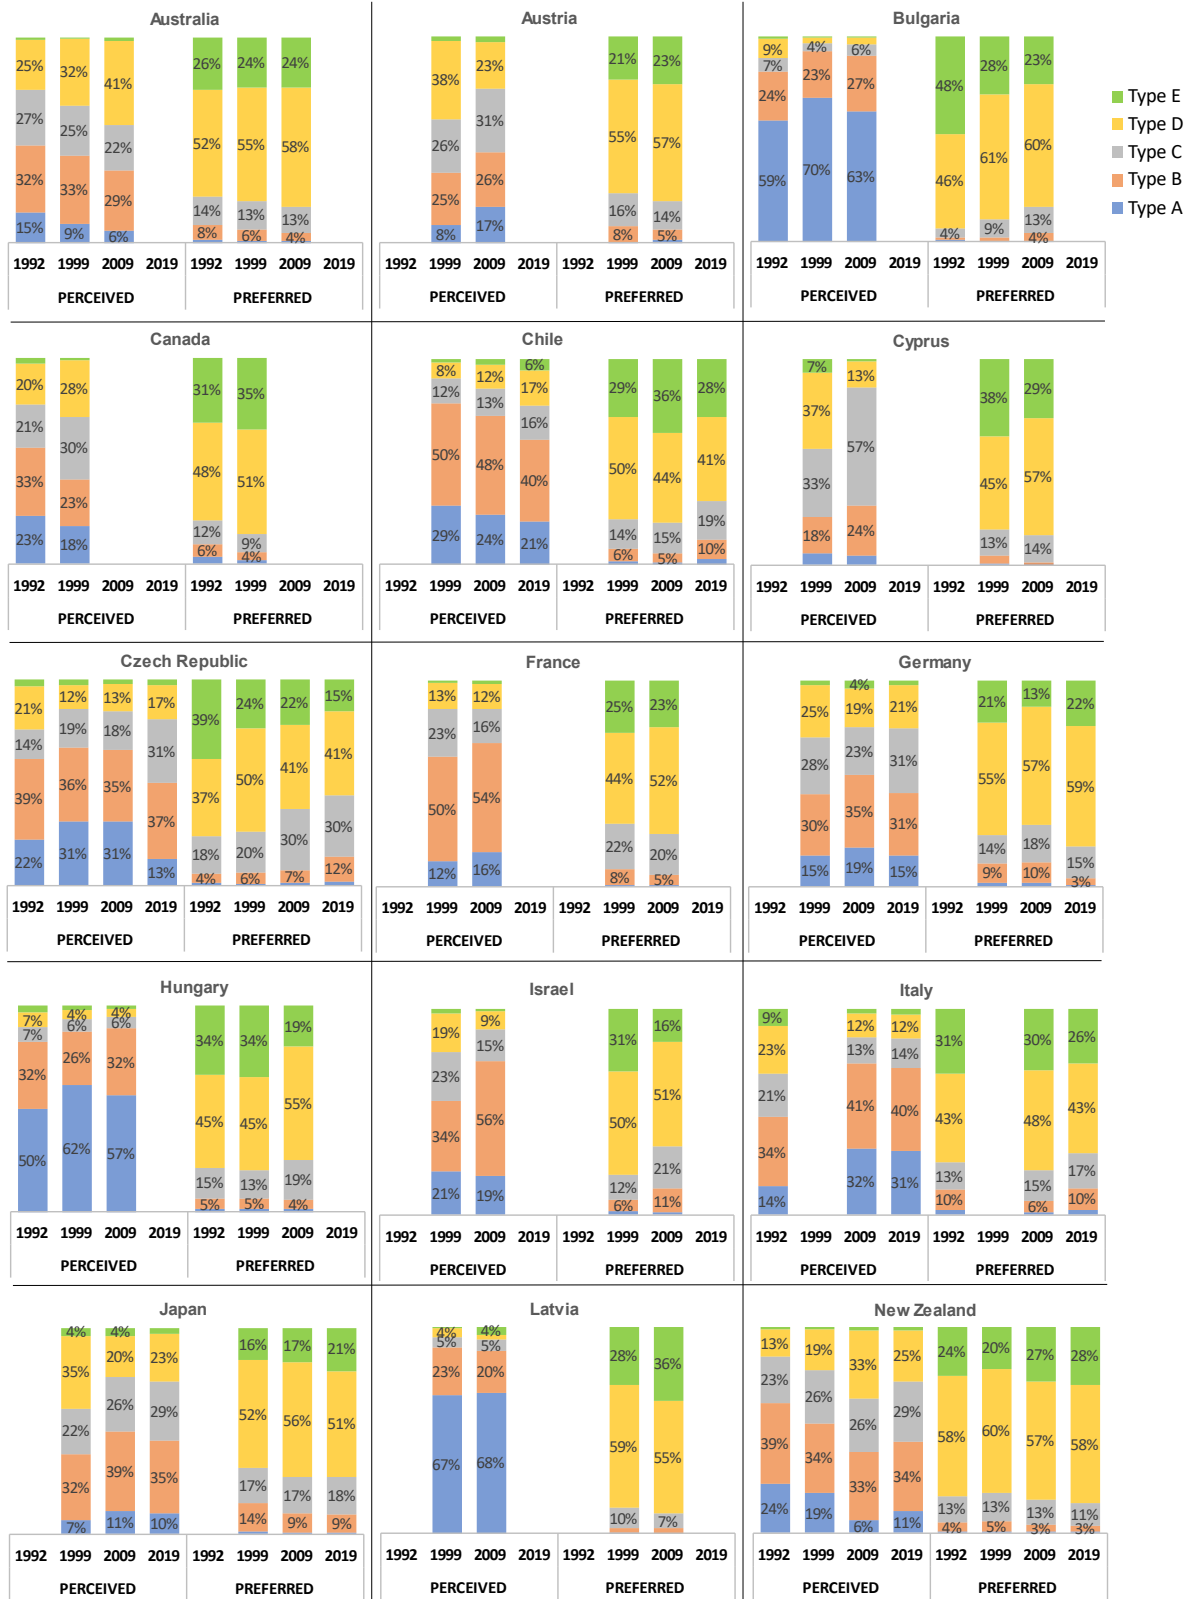 Australia
25% 32% 41% 26% 24% 24%
27% 25% 22% 52% 55% 58%
32% 33% 29% 14% 13% 13%
15% 9% 6% 8% 6% 4%
1992 1999 2009 2019 1992 1999 2009 2019
PERCEIVED PREFERRED
Austria
38% 23% 21% 23%
26% 31% 55% 57%
25% 26% 16% 14%
8% 17% 8% 5%
1992 1999 2009 2019 1992 1999 2009 2019
PERCEIVED PREFERRED
Bulgaria
9% 4% 6% 48% 28% 23%
7% 23% 27% 46% 61% 60%
24% 70% 63% 4% 9% 13%
59% 4%
1992 1999 2009 2019 1992 1999 2009 2019
PERCEIVED PREFERRED
Type E
Type D
Type C
Type B
Type A
Canada
20% 28% 31% 35%
21% 30% 48% 51%
33% 23% 12% 9%
23% 18% 6% 4%
1992 1999 2009 2019 1992 1999 2009 2019
PERCEIVED PREFERRED
Chile
6%
8% 12% 17% 29% 36% 28%
12% 13% 16% 50% 44% 41%
50% 48% 40% 14% 15% 19%
29% 24% 21% 6% 5% 10%
1992 1999 2009 2019 1992 1999 2009 2019
PERCEIVED PREFERRED
Cyprus
7% 13% 38% 29%
37% 57% 45% 57%
33% 24% 13% 14%
18%
1992 1999 2009 2019 1992 1999 2009 2019
PERCEIVED PREFERRED
Czech Republic
21% 12% 13% 17% 39% 24% 22% 15%
14% 19% 18% 31% 37% 50% 41% 41%
39% 36% 35% 37% 18% 20% 30% 30%
22% 31% 31% 13% 4% 6% 7% 12%
1992 1999 2009 2019 1992 1999 2009 2019
PERCEIVED PREFERRED
France
13% 12% 25% 23%
23% 16% 44% 52%
50% 54% 22% 20%
12% 16% 8% 5%
1992 1999 2009 2019 1992 1999 2009 2019
PERCEIVED PREFERRED
Germany
4%
25% 19% 21% 21% 13% 22%
28% 23% 31% 55% 57% 59%
30% 35% 31% 14% 18% 15%
15% 19% 15% 9% 10% 3%
1992 1999 2009 2019 1992 1999 2009 2019
PERCEIVED PREFERRED
Hungary
7% 4% 4% 34% 34% 19%
7% 6% 6% 45% 45% 55%
32% 26% 32% 15% 13% 19%
50% 62% 57% 5% 5% 4%
1992 1999 2009 2019 1992 1999 2009 2019
PERCEIVED PREFERRED
Israel
19% 9% 31% 16%
23% 15% 50% 51%
34% 56% 12% 21%
21% 19% 6% 11%
1992 1999 2009 2019 1992 1999 2009 2019
PERCEIVED PREFERRED
Italy
9% 31% 30% 26%
23% 12% 12% 43% 48% 43%
21% 13% 14% 13% 15% 17%
34% 41% 40% 10% 6% 10%
14% 32% 31%
1992 1999 2009 2019 1992 1999 2009 2019
PERCEIVED PREFERRED
Japan
4% 4% 16% 17% 21%
35% 20% 23% 52% 56% 51%
22% 26% 29% 17% 17% 18%
32% 39% 35% 14% 9% 9%
7% 11% 10%
1992 1999 2009 2019 1992 1999 2009 2019
PERCEIVED PREFERRED
Latvia
4% 4% 28% 36%
5% 5% 59% 55%
23% 20% 10% 7%
67% 68%
1992 1999 2009 2019 1992 1999 2009 2019
PERCEIVED PREFERRED
New Zealand
13% 19% 33% 25% 24% 20% 27% 28%
23% 26% 26% 29% 58% 60% 57% 58%
39% 34% 33% 34% 13% 13% 13% 11%
24% 19% 6% 11% 4% 5% 3% 3%
1992 1999 2009 2019 1992 1999 2009 2019
PERCEIVED PREFERRED